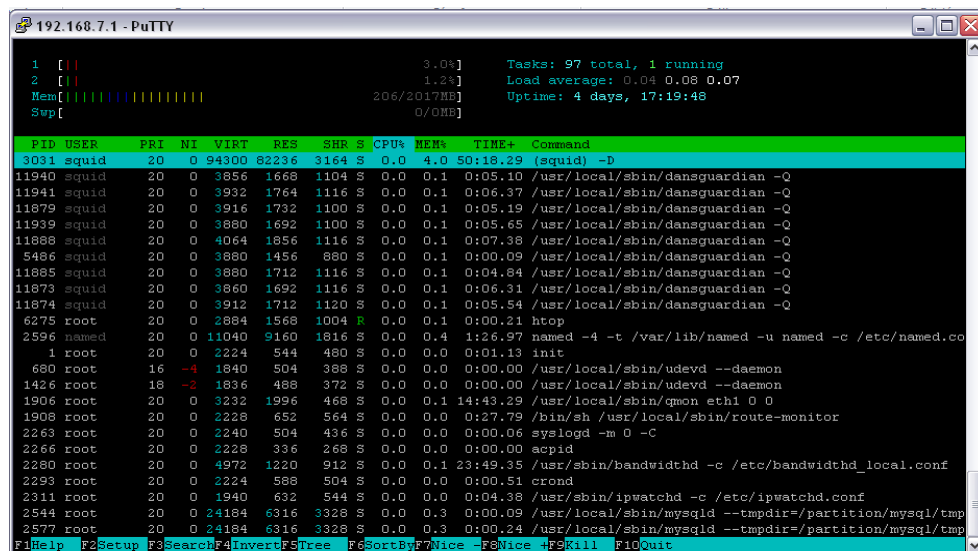 192.168.7.1 - PuTTY
1 [|| 3.0%] Tasks: 97 total, 1 running
2 [|| 1.2%] Load average: 0.04 0.08 0.07
Mem[|||||||||||||||||| 206/2017MB] Uptime: 4 days, 17:19:48
Swp[ 0/0MB]
PID USER PRI NI VIRT RES SHR S CPU% MEM% TIME+ Command
3031 squid 20 0 94300 82236 3164 S 0.0 4.0 50:18.29 (squid) -D
11940 squid 20 0 3856 1668 1104 S 0.0 0.1 0:05.10 /usr/local/sbin/dansguardian -Q
11941 squid 20 0 3932 1764 1116 S 0.0 0.1 0:06.37 /usr/local/sbin/dansguardian -Q
11879 squid 20 0 3916 1732 1100 S 0.0 0.1 0:05.19 /usr/local/sbin/dansguardian -Q
11939 squid 20 0 3880 1692 1100 S 0.0 0.1 0:05.65 /usr/local/sbin/dansguardian -Q
11888 squid 20 0 4064 1856 1116 S 0.0 0.1 0:07.38 /usr/local/sbin/dansguardian -Q
5486 squid 20 0 3880 1456 880 S 0.0 0.1 0:00.09 /usr/local/sbin/dansguardian -Q
11885 squid 20 0 3880 1712 1116 S 0.0 0.1 0:04.84 /usr/local/sbin/dansguardian -Q
11873 squid 20 0 3860 1692 1116 S 0.0 0.1 0:06.31 /usr/local/sbin/dansguardian -Q
11874 squid 20 0 3912 1712 1120 S 0.0 0.1 0:05.54 /usr/local/sbin/dansguardian -Q
6275 root 20 0 2884 1568 1004 R 0.0 0.1 0:00.21 htop
2596 named 20 0 11040 9160 1816 S 0.0 0.4 1:26.97 named -4 -t /var/lib/named -u named -c /etc/named.co
1 root 20 0 2224 544 480 S 0.0 0.0 0:01.13 init
680 root 16 -4 1840 504 388 S 0.0 0.0 0:00.00 /usr/local/sbin/udevd --daemon
1426 root 18 -2 1836 488 372 S 0.0 0.0 0:00.00 /usr/local/sbin/udevd --daemon
1906 root 20 0 3232 1996 468 S 0.0 0.1 14:43.29 /usr/local/sbin/qmon eth1 0 0
1908 root 20 0 2228 652 564 S 0.0 0.0 0:27.79 /bin/sh /usr/local/sbin/route-monitor
2263 root 20 0 2240 504 436 S 0.0 0.0 0:00.06 syslogd -m 0 -C
2266 root 20 0 2228 336 268 S 0.0 0.0 0:00.00 acpid
2280 root 20 0 4972 1220 912 S 0.0 0.1 23:49.35 /usr/sbin/bandwidthd -c /etc/bandwidthd_local.conf
2293 root 20 0 2224 588 504 S 0.0 0.0 0:00.51 crond
2311 root 20 0 1940 632 544 S 0.0 0.0 0:04.38 /usr/sbin/ipwatchd -c /etc/ipwatchd.conf
2544 root 20 0 24184 6316 3328 S 0.0 0.3 0:00.09 /usr/local/sbin/mysqld --tmpdir=/partition/mysql/tmp
2577 root 20 0 24184 6316 3328 S 0.0 0.3 0:00.24 /usr/local/sbin/mysqld --tmpdir=/partition/mysql/tmp
F1Help F2Setup F3SearchF4InvertF5Tree F6SortByF7Nice -F8Nice +F9Kill F10Quit